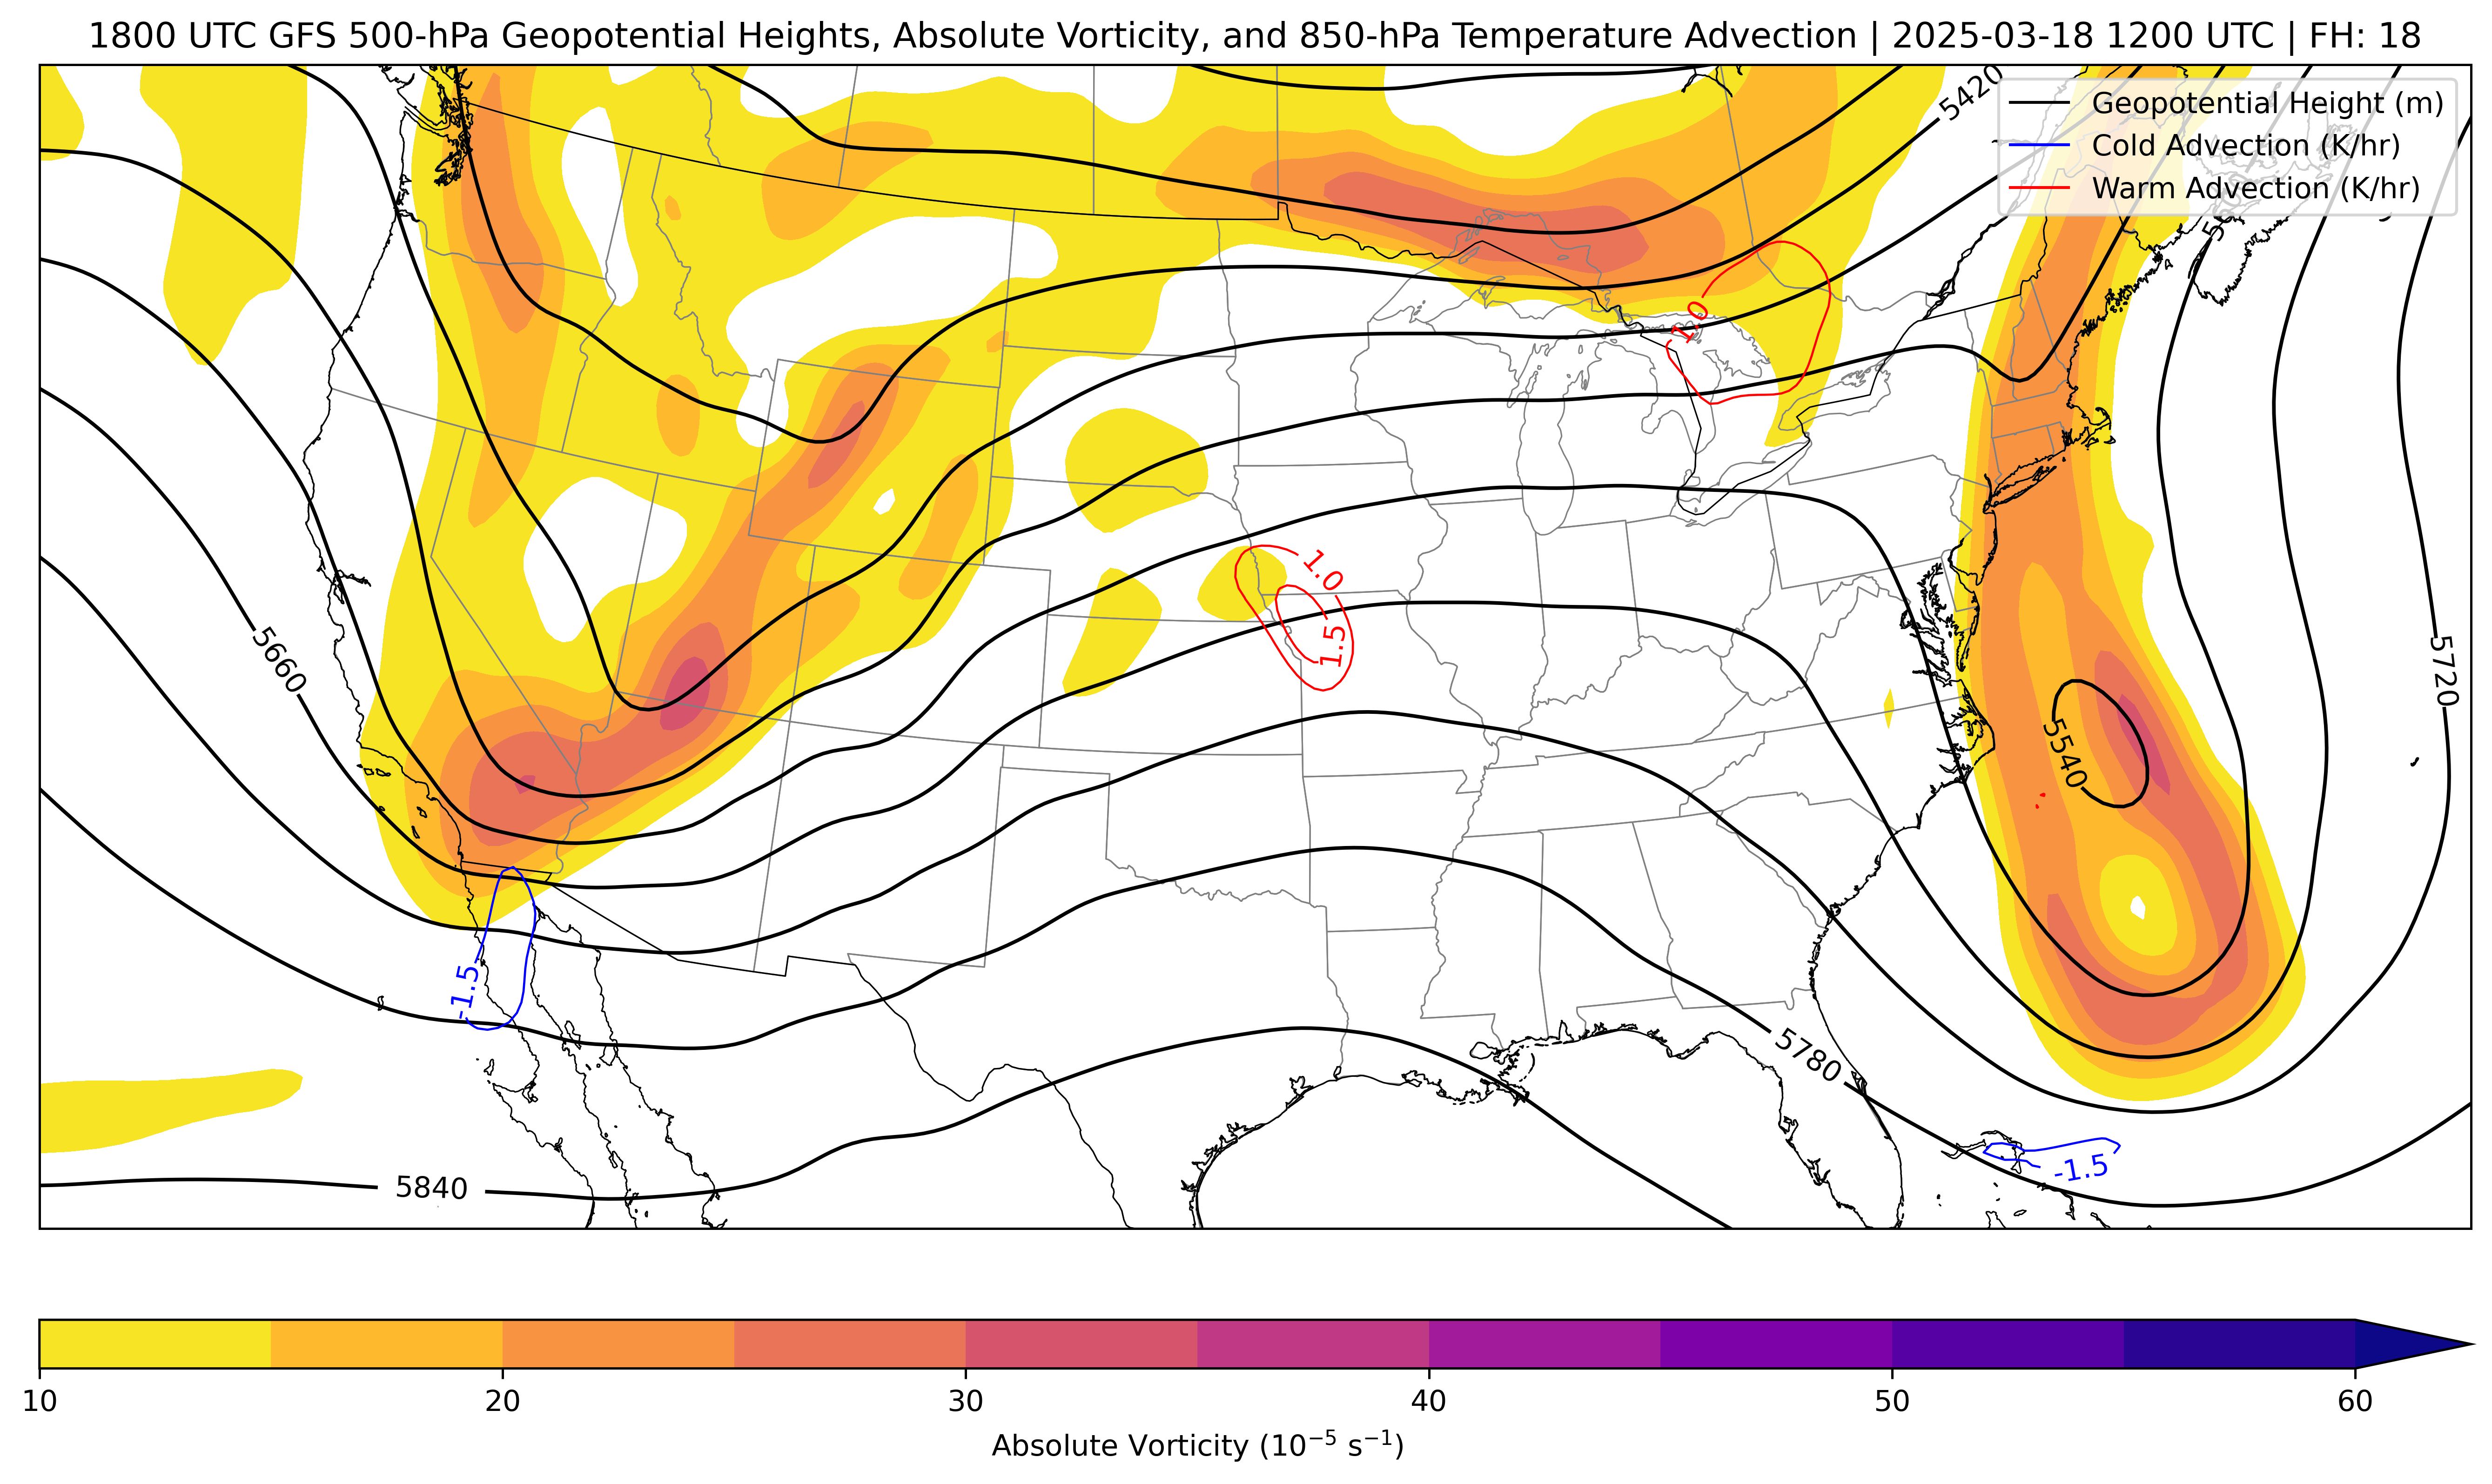 1800 UTC GFS 500-hPa Geopotential Heights, Absolute Vorticity, and 850-hPa Temperature Advection | 2025-03-18 1200 UTC | FH: 18
5420
Geopotential Height (m)
Cold Advection (K/hr)
Warm Advection (K/hr)
1.0
1.0
1.5
5660
5720
5540
-1.5
5780
-1.5
5840
10 20 30 40 50 60
Absolute Vorticity (10⁻⁵ s⁻¹)